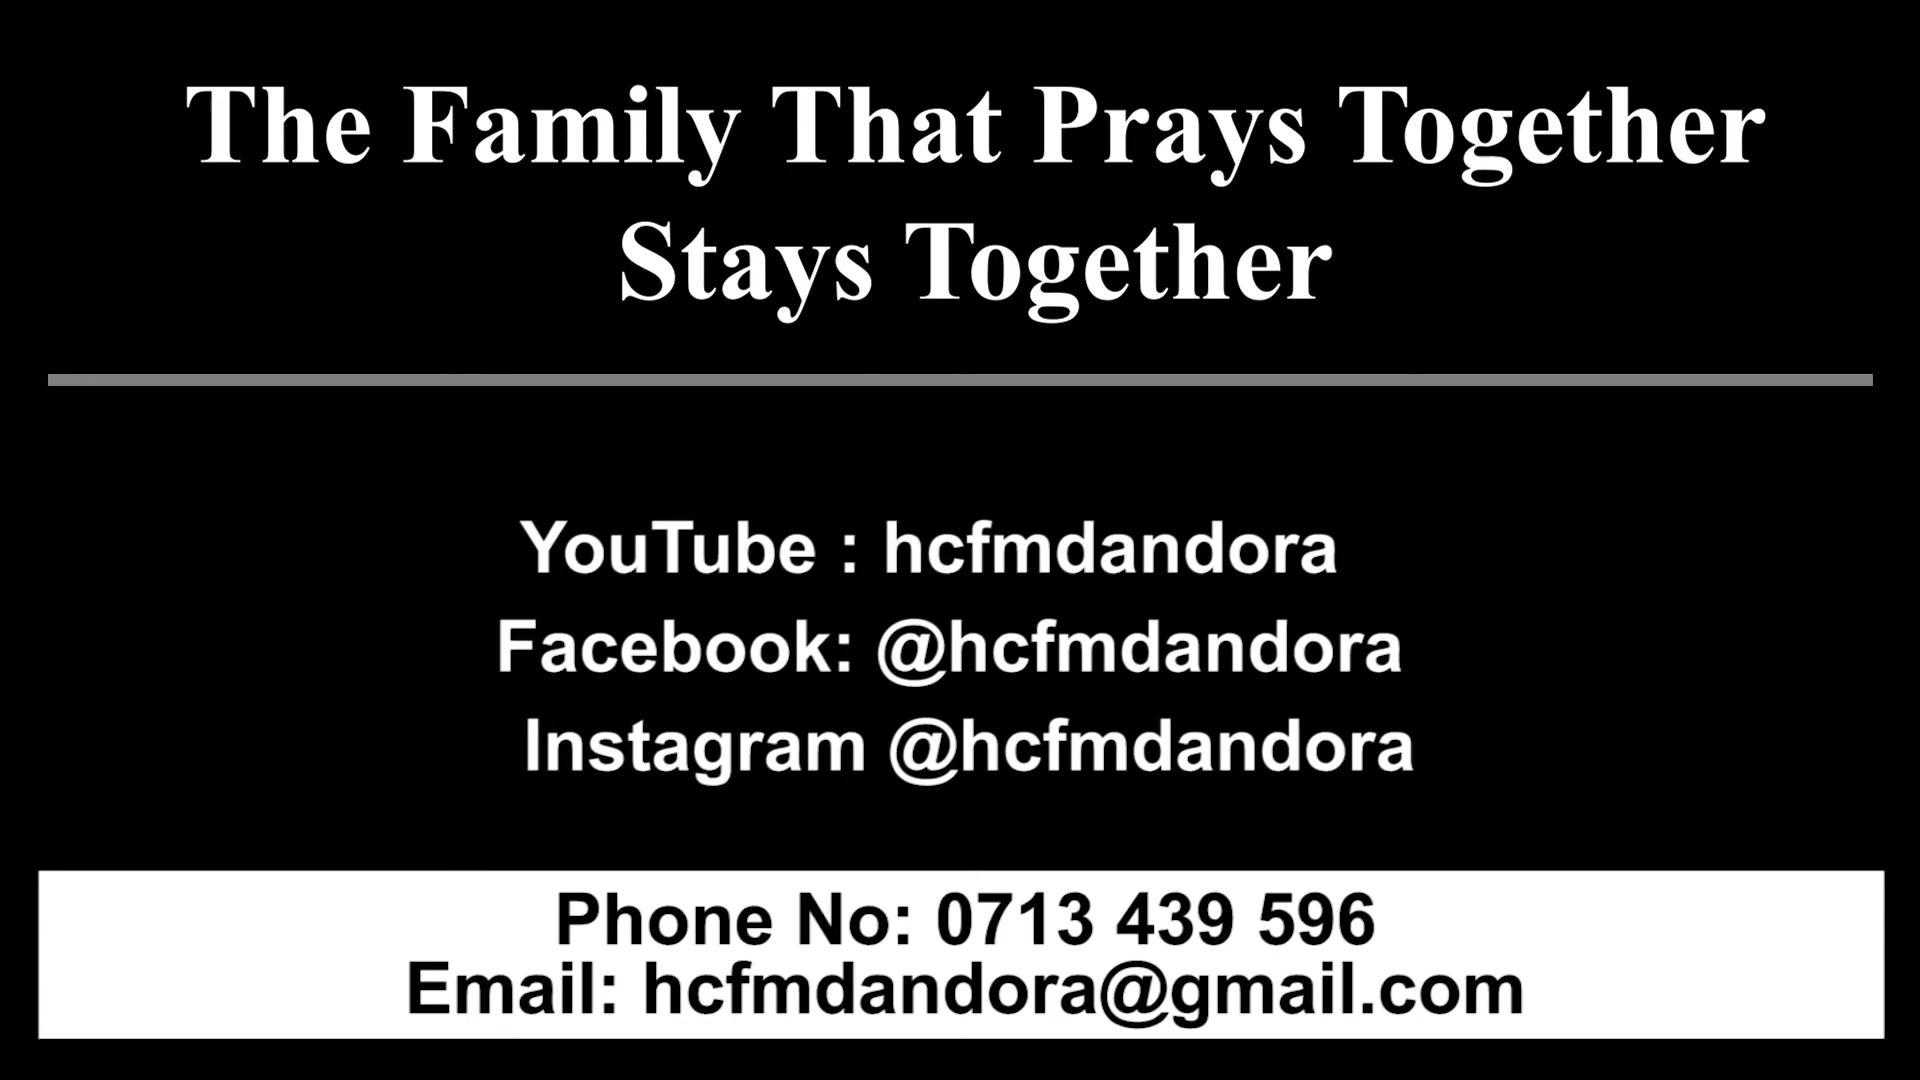 The Family That Prays Together
Stays Together
YouTube : hcfmdandora
Facebook: @hcfmdandora
Instagram @hcfmdandora
Phone No: 0713 439 596
Email: hcfmdandora@gmail.com